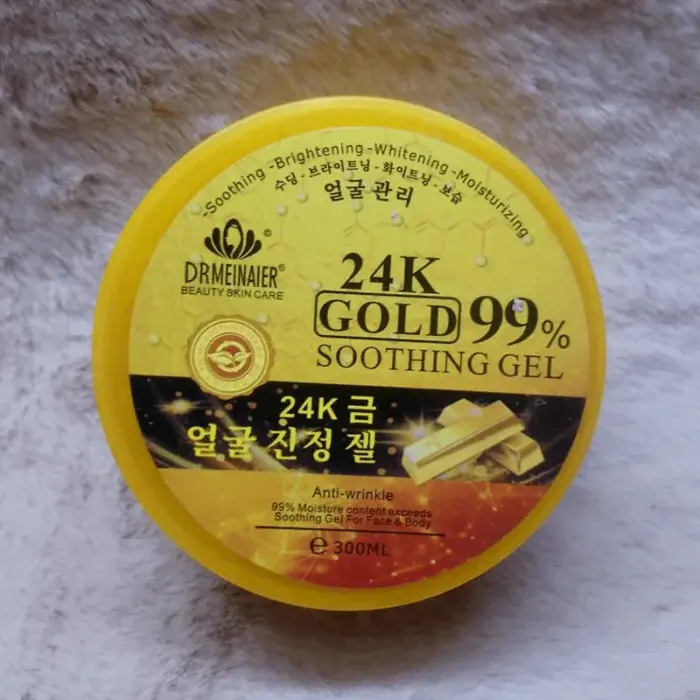 -Soothing -Brightening -Whitening -Moisturizing
수딩 - 브라이트닝 - 화이트닝 - 보습
얼굴 관리
DRMEINAIER®
BEAUTY SKIN CARE
24K
GOLD 99%
SOOTHING GEL
24K 금
얼굴 진정 젤
Anti-wrinkle
99% Moisture content exceeds
Soothing Gel For Face & Body
℮ 300ML